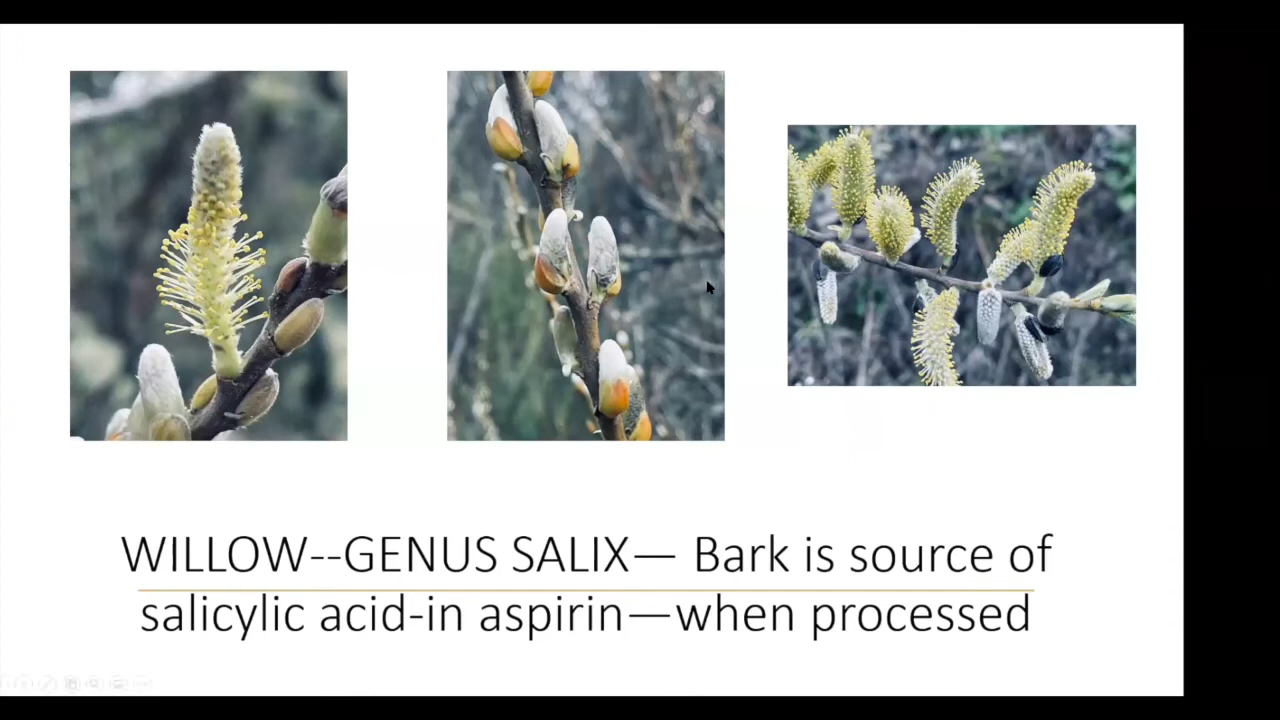 WILLOW--GENUS SALIX— Bark is source of
salicylic acid-in aspirin—when processed